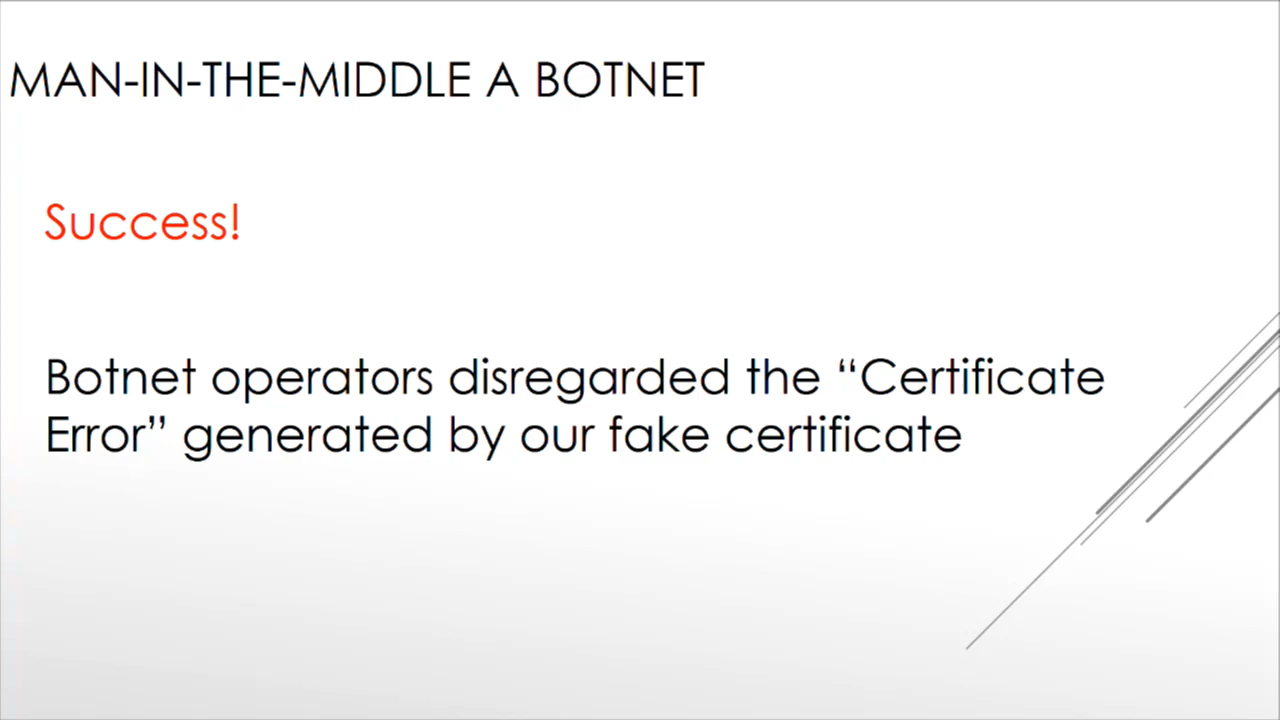 MAN-IN-THE-MIDDLE A BOTNET
Success!
Botnet operators disregarded the “Certificate
Error” generated by our fake certificate